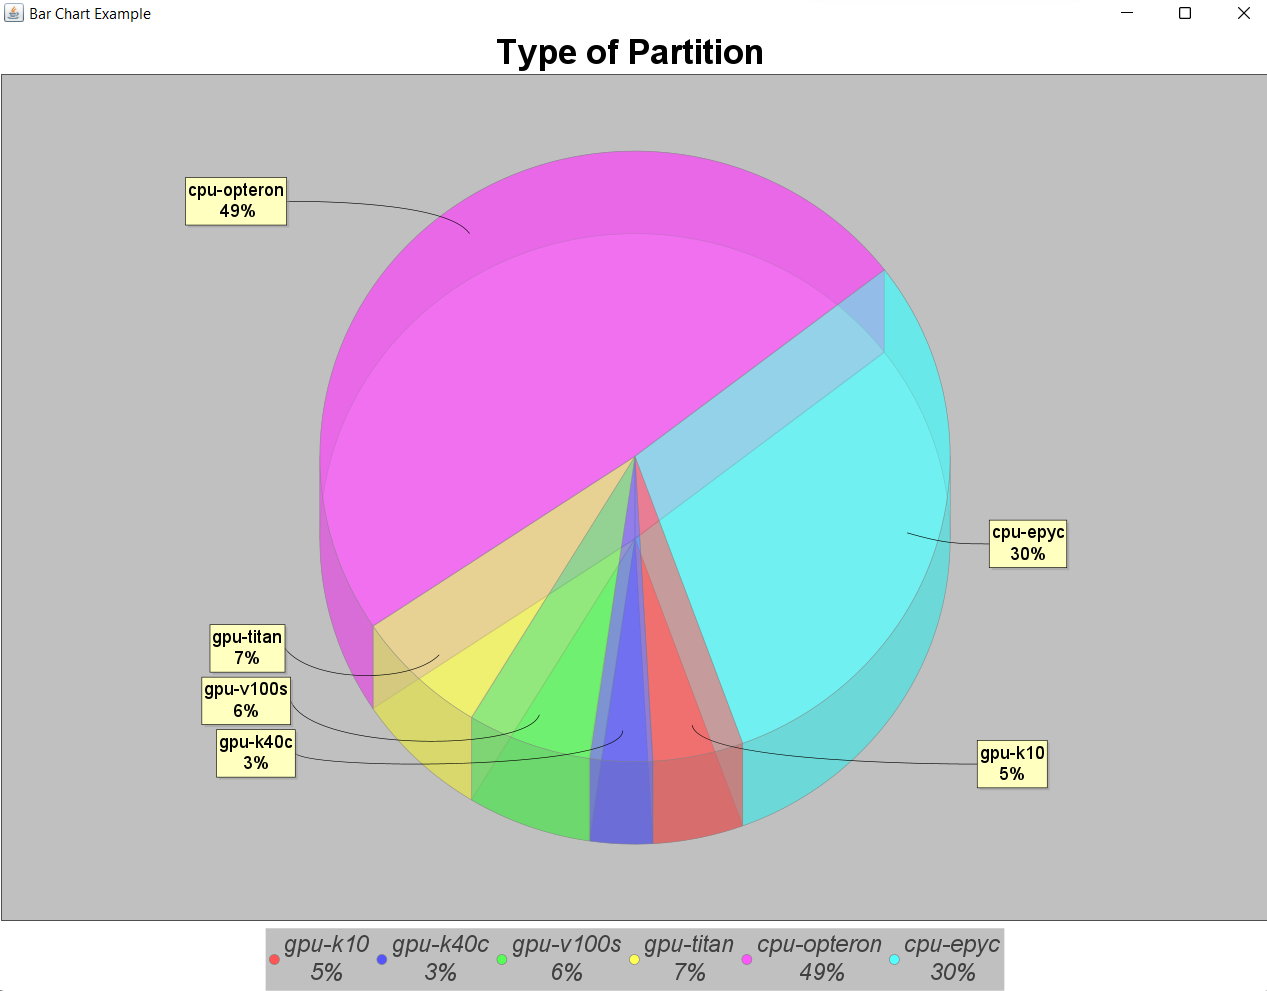 Bar Chart Example
Type of Partition
cpu-opteron
49%
cpu-epyc
30%
gpu-titan
7%
gpu-v100s
6%
gpu-k40c
3%
gpu-k10
5%
gpu-k10 gpu-k40c gpu-v100s gpu-titan cpu-opteron cpu-epyc
5% 3% 6% 7% 49% 30%